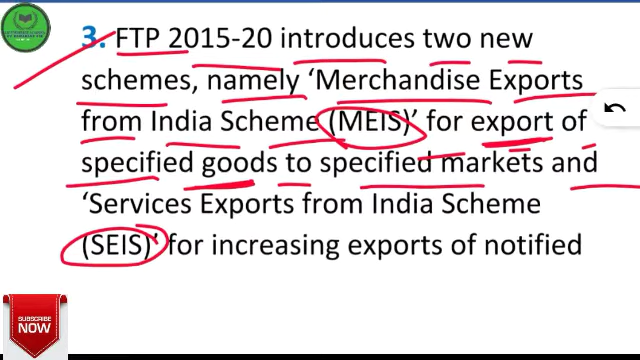 3. FTP 2015-20 introduces two new
schemes, namely ‘Merchandise Exports
from India Scheme (MEIS)’ for export of
specified goods to specified markets and
‘Services Exports from India Scheme
(SEIS)’ for increasing exports of notified
SUBSCRIBE
NOW